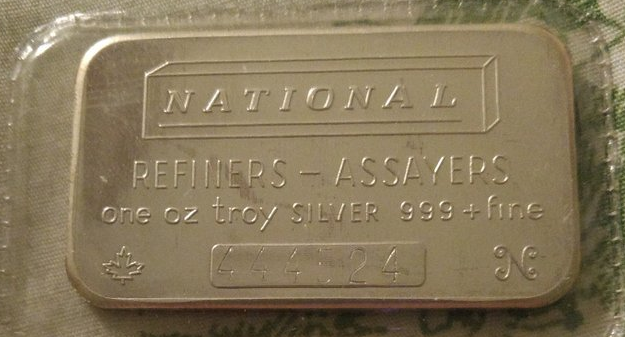 NATIONAL
REFINERS - ASSAYERS
one oz troy SILVER 999+fine
444524 N